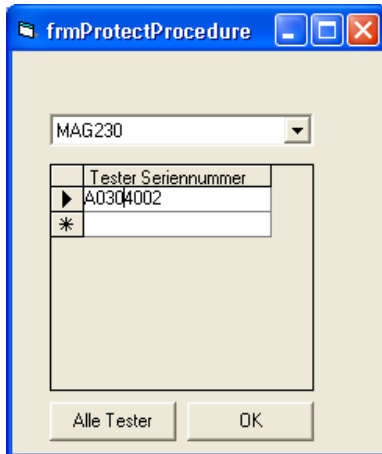 frmProtectProcedure
MAG230
Tester Seriennummer
A0304002
Alle Tester OK